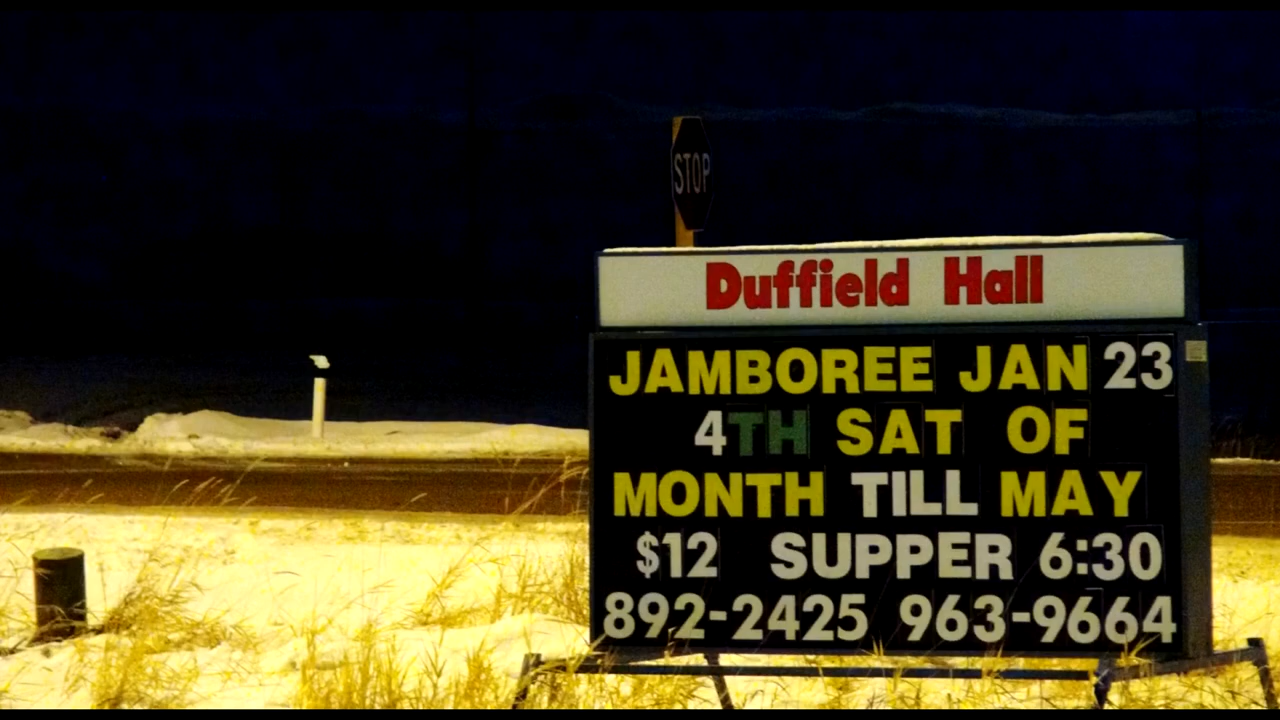 STOP
Duffield Hall
JAMBOREE JAN 23
4TH SAT OF
MONTH TILL MAY
$12 SUPPER 6:30
892-2425 963-9664